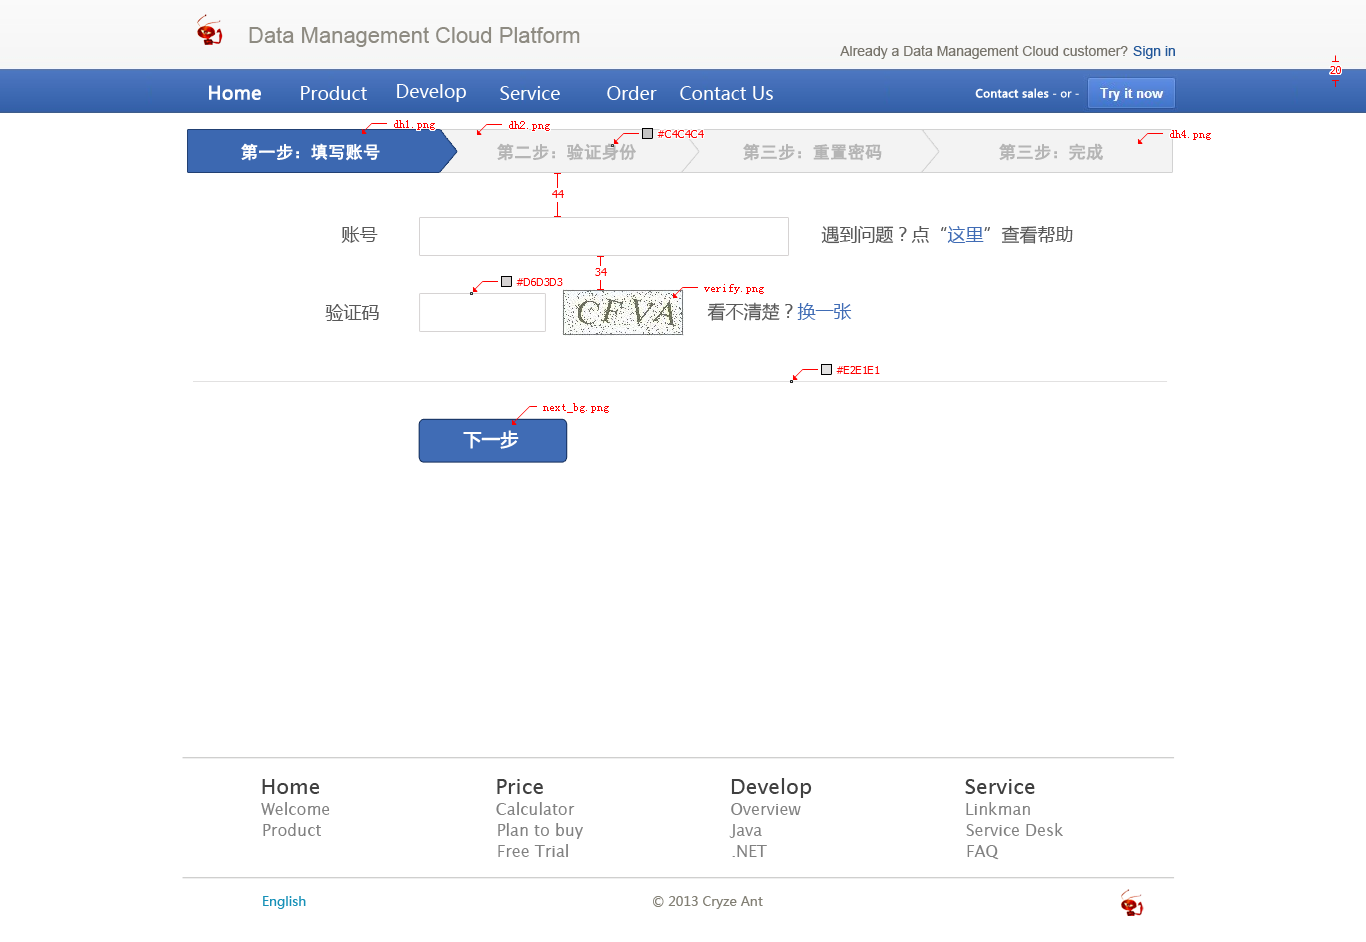 Data Management Cloud Platform
Already a Data Management Cloud customer? Sign in
20
Home Product Develop Service Order Contact Us Contact sales - or - Try it now
dh1.png dh2.png #C4C4C4 dh4.png
第一步：填写账号 第二步：验证身份 第三步：重置密码 第三步：完成
44
账号 遇到问题？点“这里”查看帮助
34
#D6D3D3
verify.png
验证码 CFVA 看不清楚？换一张
#E2E1E1
next_bg.png
下一步
Home Price Develop Service
Welcome Calculator Overview Linkman
Product Plan to buy Java Service Desk
Free Trial .NET FAQ
English © 2013 Cryze Ant